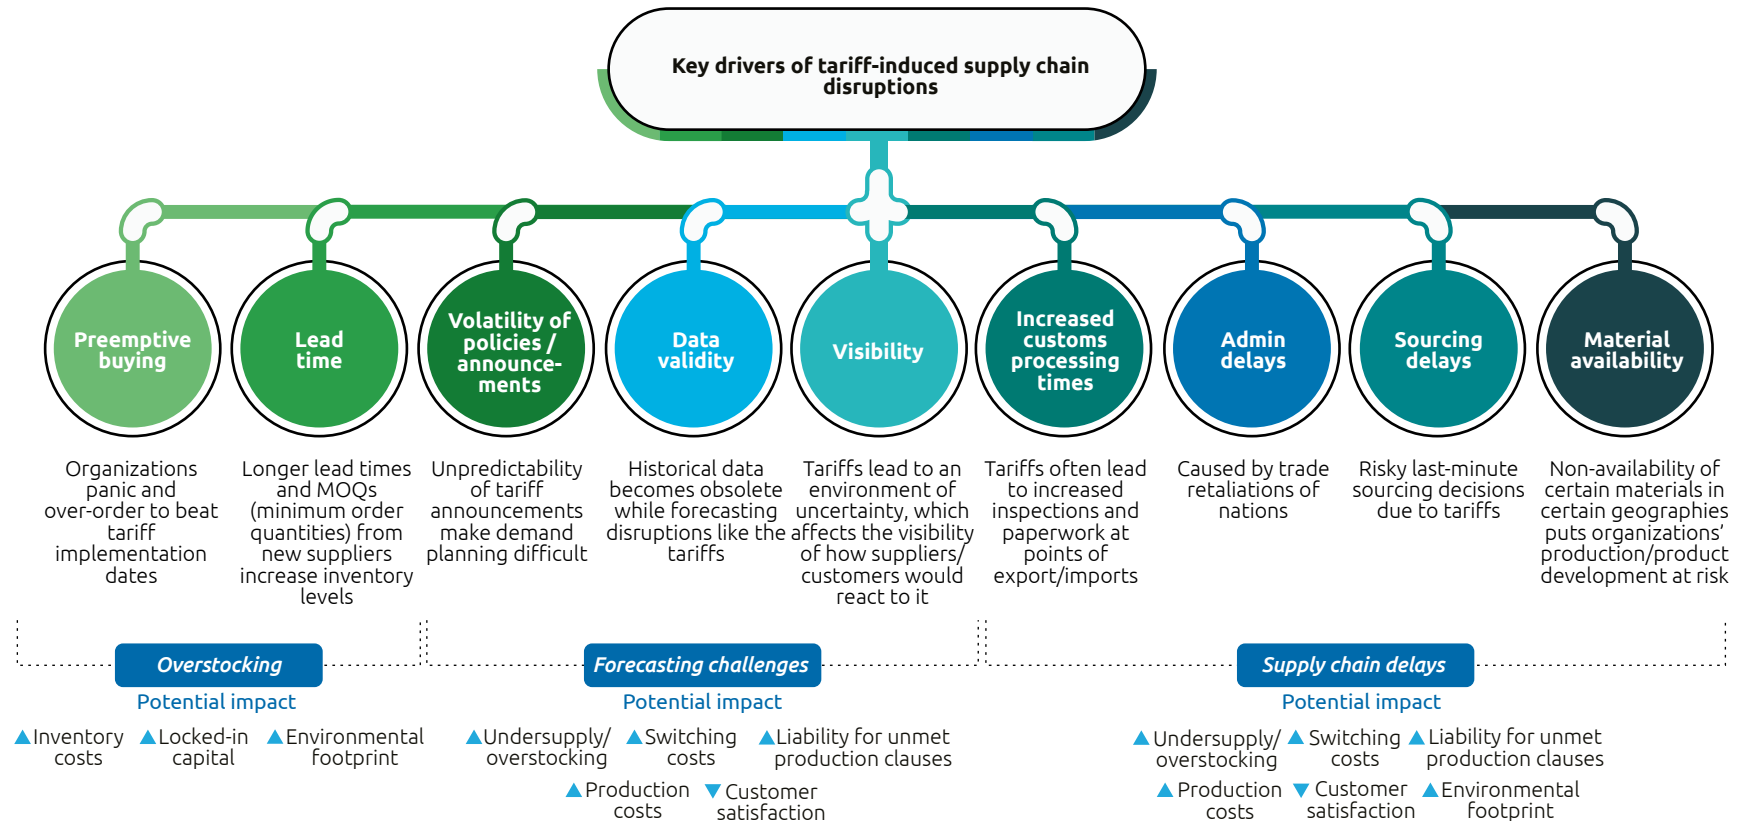 Key drivers of tariff-induced supply chain
disruptions
Preemptive
buying
Lead
time
Volatility of
policies /
announce-
ments
Data
validity
Visibility
Increased
customs
processing
times
Admin
delays
Sourcing
delays
Material
availability
Organizations
panic and
over-order to beat
tariff
implementation
dates
Longer lead times
and MOQs
(minimum order
quantities) from
new suppliers
increase inventory
levels
Unpredictability
of tariff
announcements
make demand
planning difficult
Historical data
becomes obsolete
while forecasting
disruptions like the
tariffs
Tariffs lead to an
environment of
uncertainty, which
affects the visibility
of how suppliers/
customers would
react to it
Tariffs often lead
to increased
inspections and
paperwork at
points of
export/imports
Caused by trade
retaliations of
nations
Risky last-minute
sourcing decisions
due to tariffs
Non-availability of
certain materials in
certain geographies
puts organizations’
production/product
development at risk
Overstocking
Potential impact
▲Inventory
costs
▲Locked-in
capital
▲Environmental
footprint
Forecasting challenges
Potential impact
▲Undersupply/
overstocking
▲Switching
costs
▲Liability for unmet
production clauses
▲Production
costs
▼Customer
satisfaction
Supply chain delays
Potential impact
▲Undersupply/
overstocking
▲Switching
costs
▲Liability for unmet
production clauses
▲Production
costs
▼Customer
satisfaction
▲Environmental
footprint